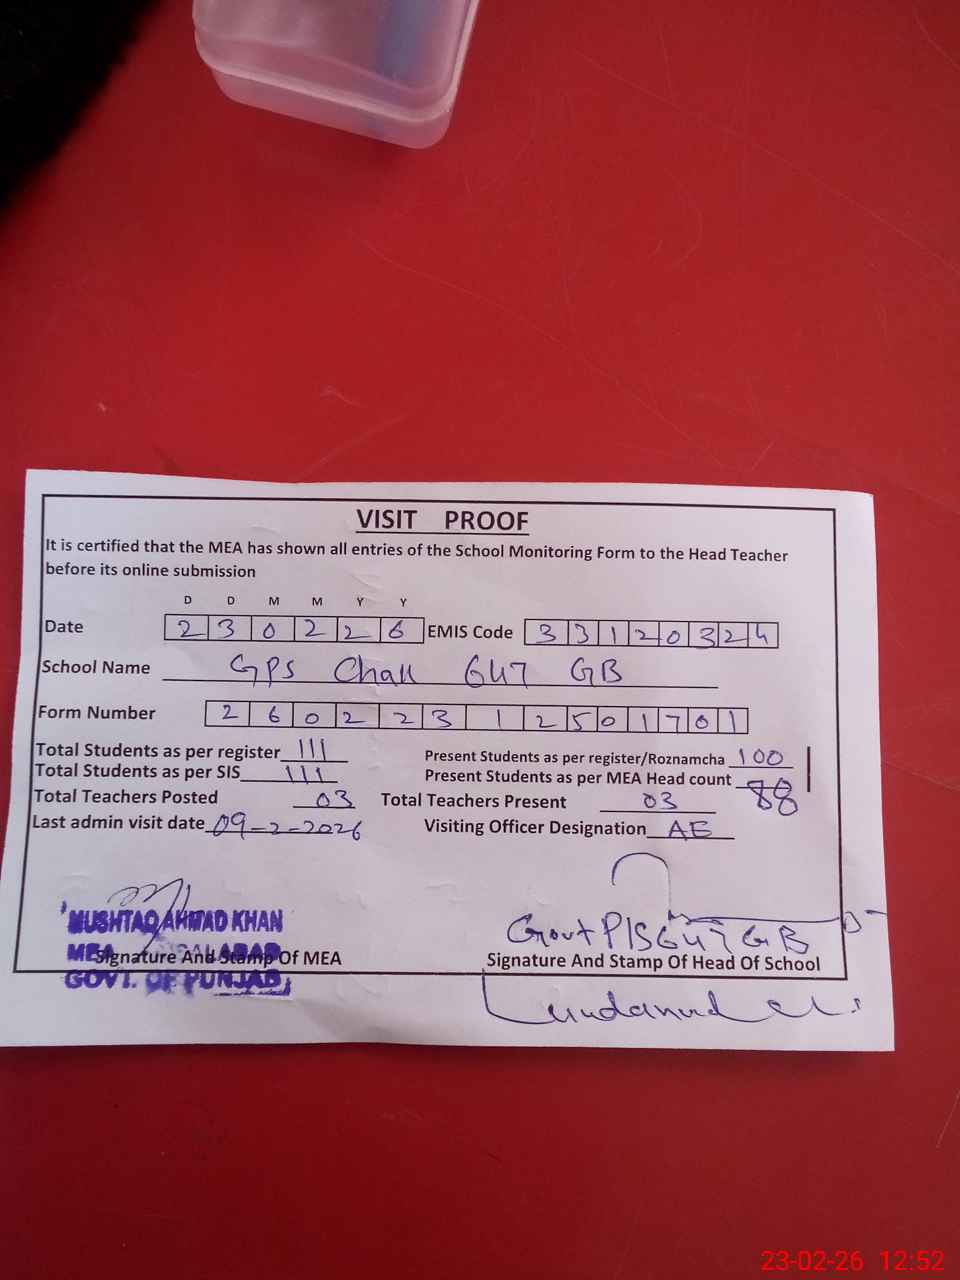 VISIT PROOF
It is certified that the MEA has shown all entries of the School Monitoring Form to the Head Teacher
before its online submission
D D M M Y Y
Date 2 3 0 2 2 6 EMIS Code 3 3 1 2 0 3 2 4
School Name GPS Chak 647 GB
Form Number 2 6 0 2 2 3 1 2 5 0 1 7 0 1
Total Students as per register 111 Present Students as per register/Roznamcha 100
Total Students as per SIS 111 Present Students as per MEA Head count 88
Total Teachers Posted 03 Total Teachers Present 03
Last admin visit date 09-2-2026 Visiting Officer Designation AE
MUSHTAQ AHMAD KHAN
MEA
GOVT. OF PUNJAB
Signature And Stamp Of MEA
Govt P/S 647 GB
Signature And Stamp Of Head Of School
23-02-26 12:52